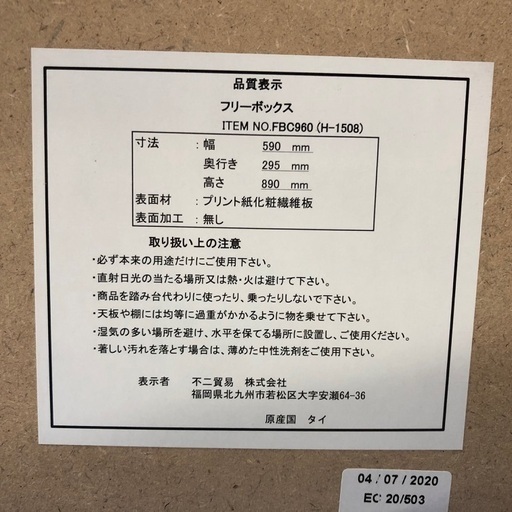 品質表示
フリーボックス
ITEM NO.FBC960 (H-1508)
寸法 : 幅 590 mm
奥行き 295 mm
高さ 890 mm
表面材 : プリント紙化粧繊維板
表面加工 : 無し
取り扱い上の注意
・必ず本来の用途だけにご使用下さい。
・直射日光の当たる場所又は熱・火は避けて下さい。
・商品を踏み台代わりに使ったり、乗ったりしないで下さい。
・天板や棚には均等に過重がかかるように物を乗せて下さい。
・湿気の多い場所を避け、水平を保てる場所に設置し、ご使用ください。
・著しい汚れを落とす場合は、薄めた中性洗剤をご使用下さい。
表示者 不二貿易 株式会社
福岡県北九州市若松区大字安瀬64-36
原産国 タイ
04 / 07 / 2020
EC 20/503